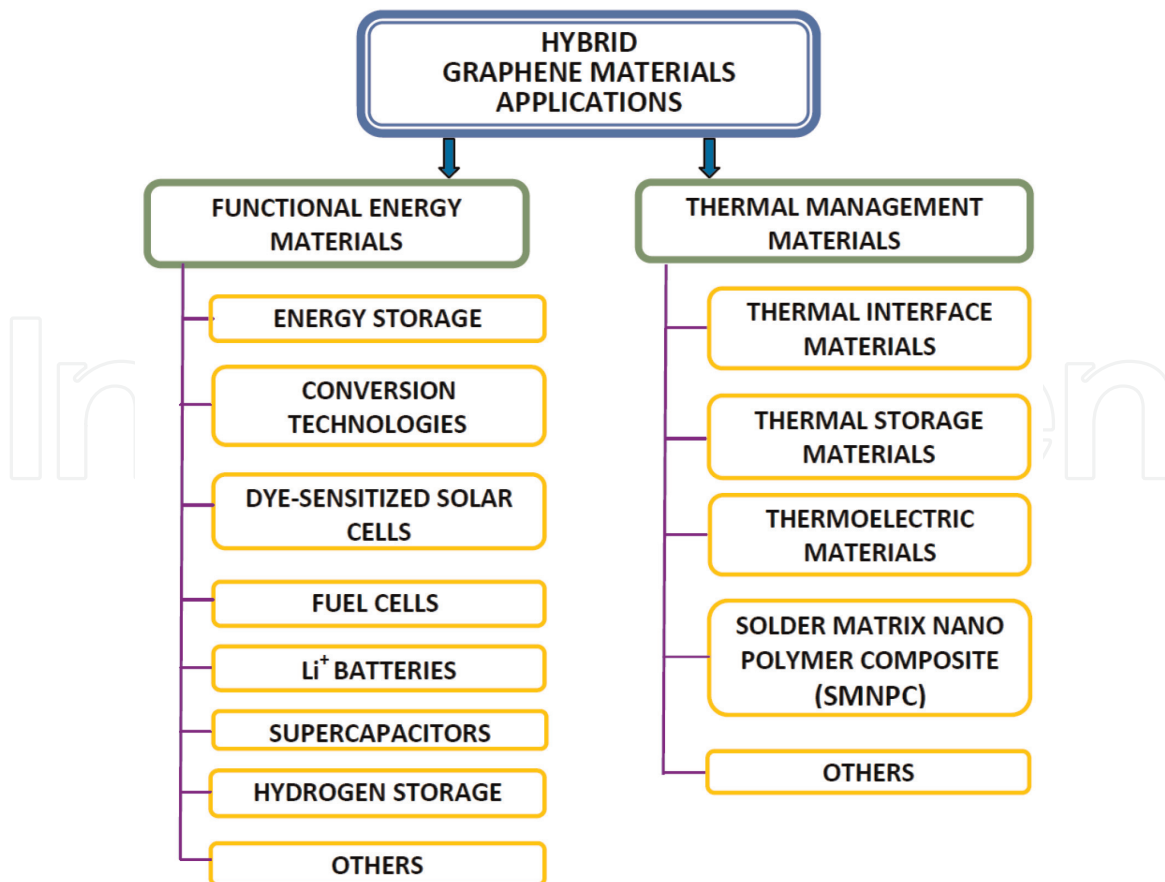 HYBRID
GRAPHENE MATERIALS
APPLICATIONS
FUNCTIONAL ENERGY
MATERIALS
ENERGY STORAGE
CONVERSION
TECHNOLOGIES
DYE-SENSITIZED SOLAR
CELLS
FUEL CELLS
Li⁺ BATTERIES
SUPERCAPACITORS
HYDROGEN STORAGE
OTHERS
THERMAL MANAGEMENT
MATERIALS
THERMAL INTERFACE
MATERIALS
THERMAL STORAGE
MATERIALS
THERMOELECTRIC
MATERIALS
SOLDER MATRIX NANO
POLYMER COMPOSITE
(SMNPC)
OTHERS